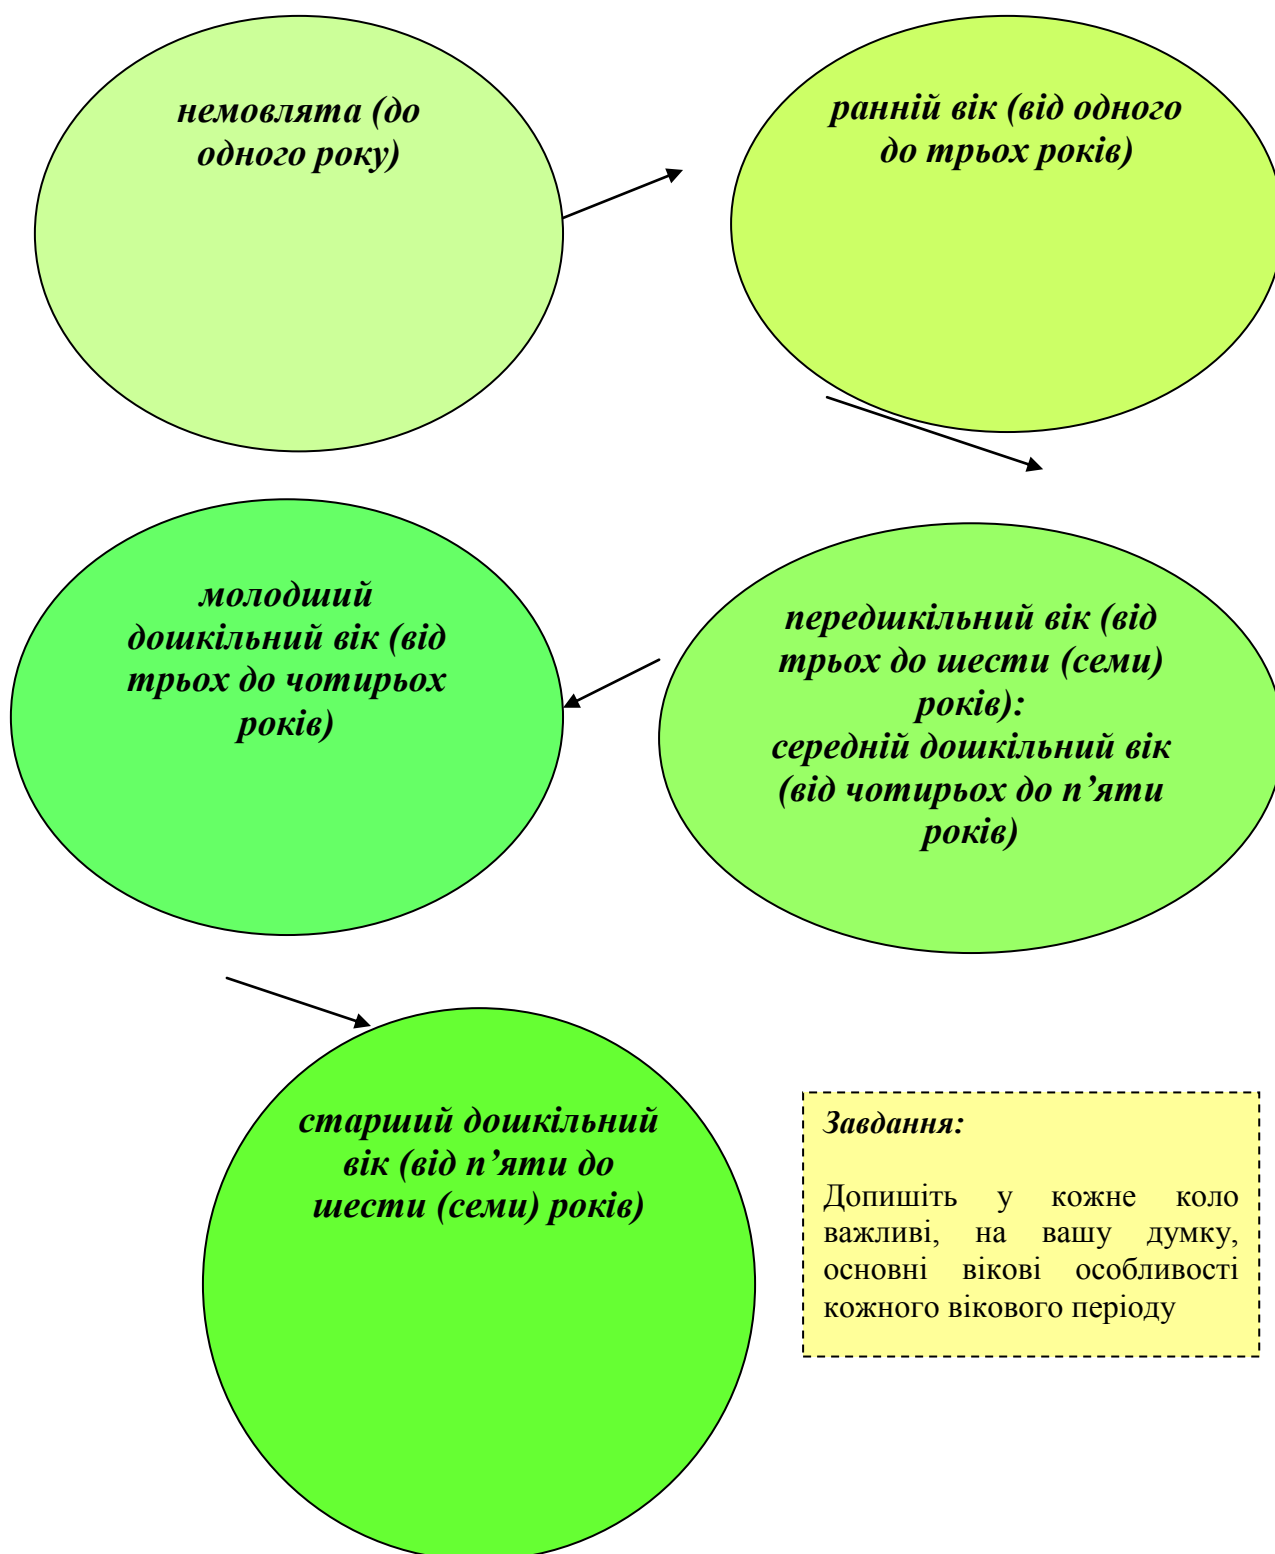 немовлята (до
одного року)
ранній вік (від одного
до трьох років)
молодший
дошкільний вік (від
трьох до чотирьох
років)
передшкільний вік (від
трьох до шести (семи)
років):
середній дошкільний вік
(від чотирьох до п’яти
років)
старший дошкільний
вік (від п’яти до
шести (семи) років)
Завдання:
Допишіть у кожне коло
важливі, на вашу думку,
основні вікові особливості
кожного вікового періоду